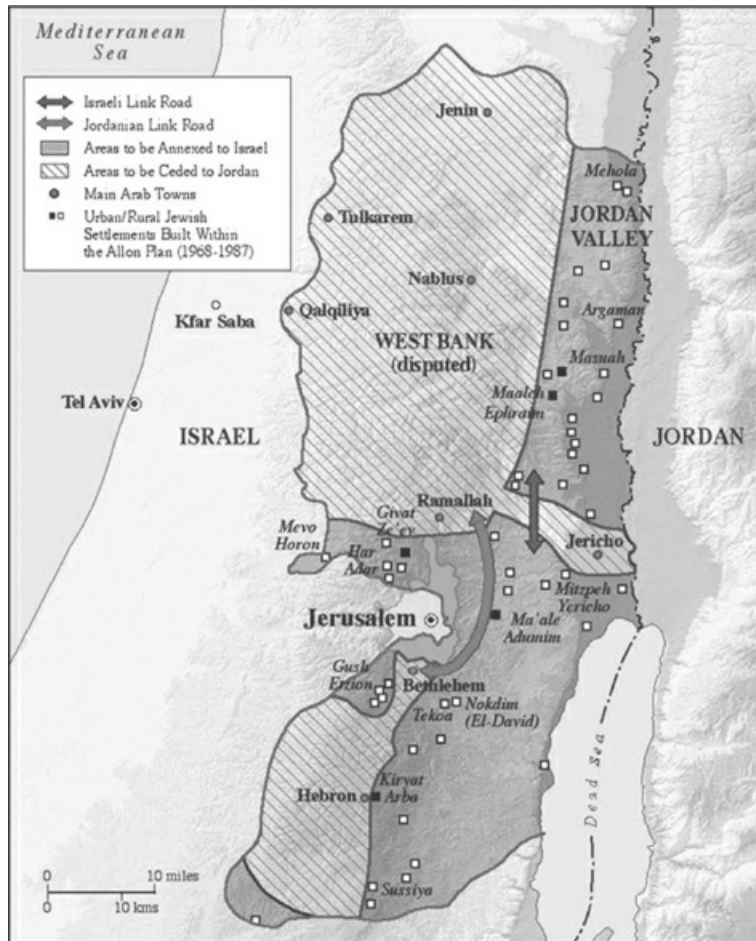 Mediterranean
Sea
Israeli Link Road
Jordanian Link Road
Areas to be Annexed to Israel
Areas to be Ceded to Jordan
Main Arab Towns
Urban/Rural Jewish
Settlements Built Within
the Allon Plan (1968-1987)
Jenin
Mehola
JORDAN
VALLEY
Tulkarem
Nablus
Kfar Saba
Qalqiliya
Argaman
WEST BANK
(disputed)
Masuah
Maaleh
Ephraim
Tel Aviv
ISRAEL
JORDAN
Ramallah
Givat
Ze'ev
Mevo
Horon
Har
Adar
Jericho
Mitzpeh
Yericho
Jerusalem
Ma'ale
Adumim
Gush
Etzion
Bethlehem
Tekoa
Nokdim
(El-David)
Dead Sea
Kiryat
Arba
Hebron
Sussiya
0 10 miles
0 10 kms